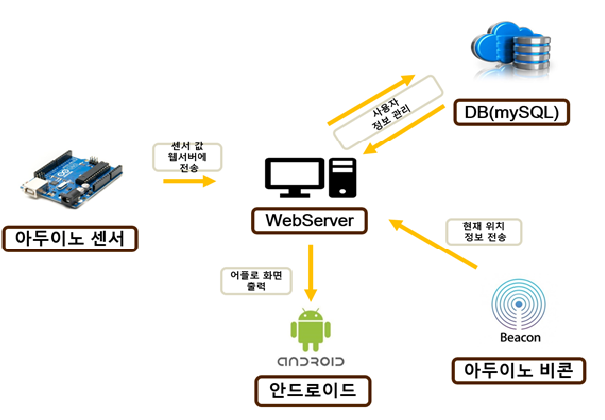 사용자
정보 관리
DB(mySQL)
센서 값
웹서버에
전송
WebServer
아두이노 센서
현재 위치
정보 전송
어플로 화면
출력
Beacon
ANDROID
아두이노 비콘
안드로이드